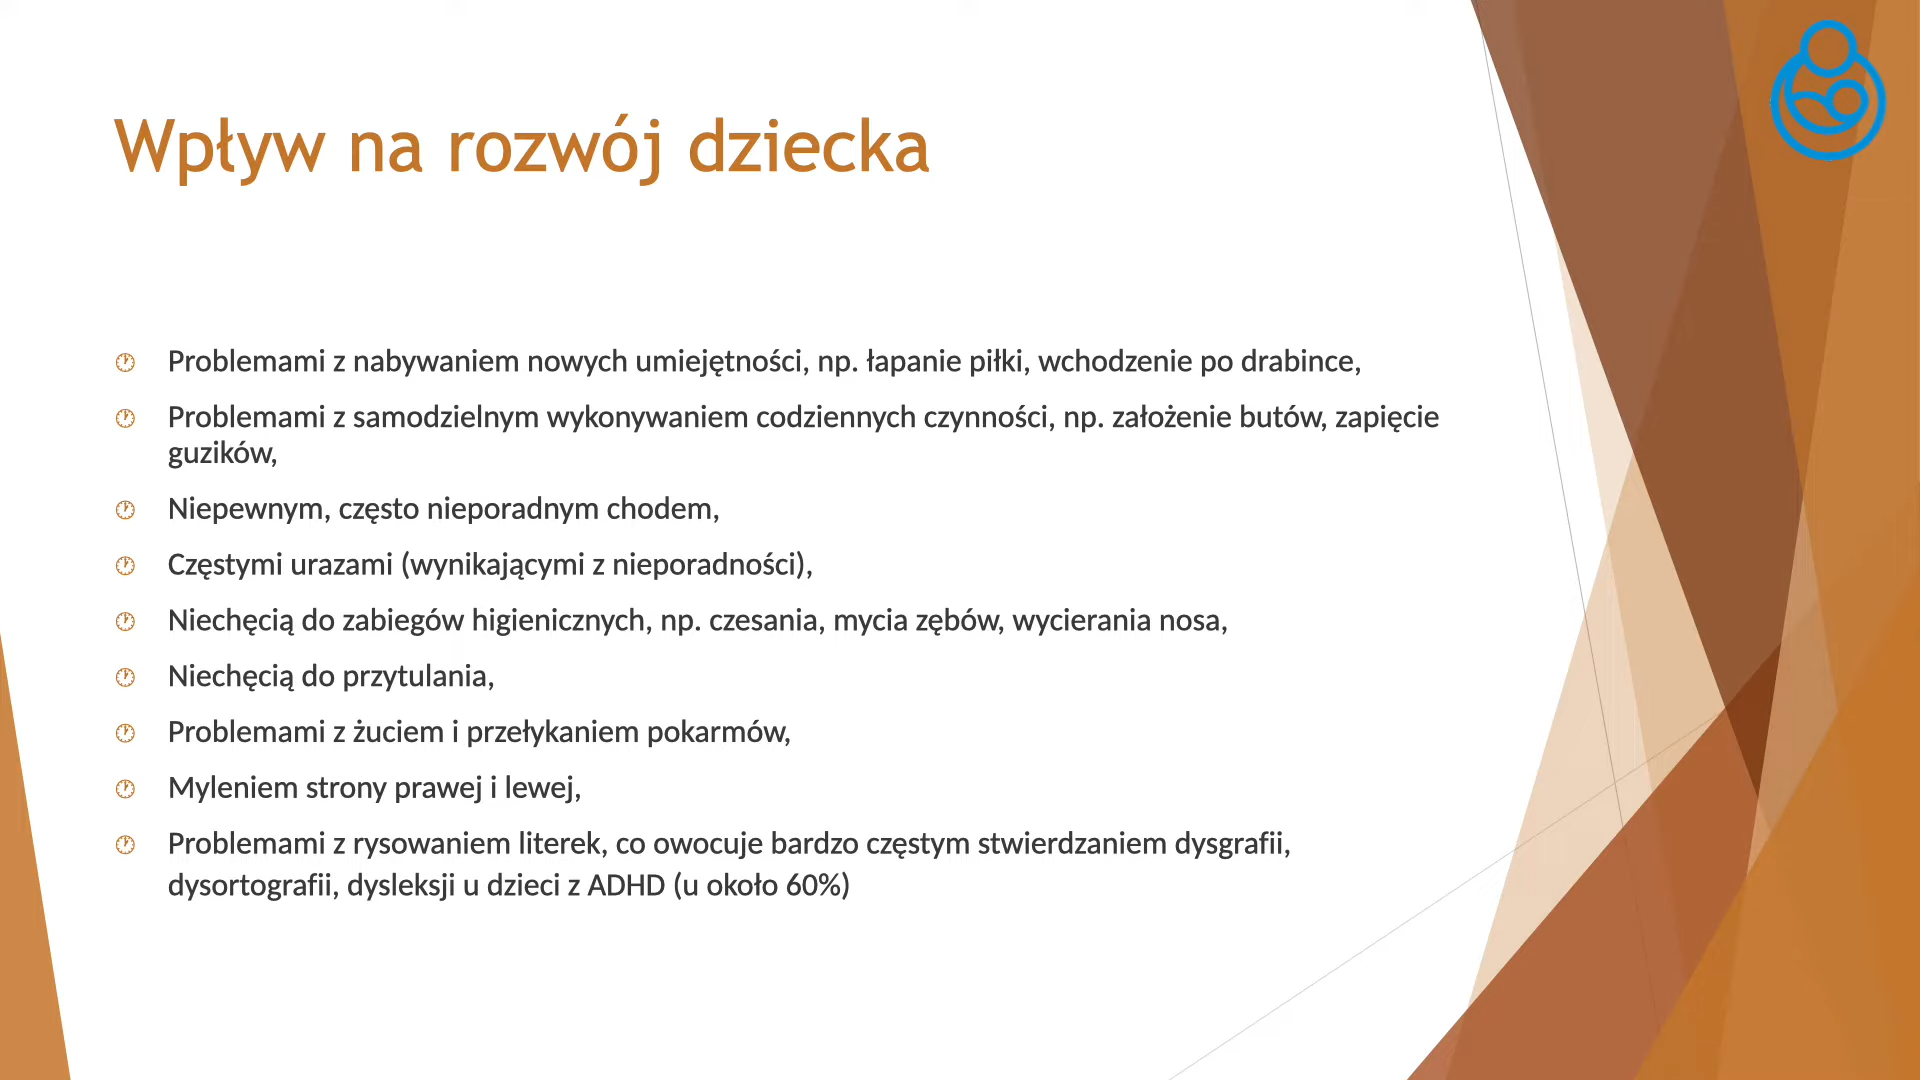 Wpływ na rozwój dziecka
Problemami z nabywaniem nowych umiejętności, np. łapanie piłki, wchodzenie po drabince,
Problemami z samodzielnym wykonywaniem codziennych czynności, np. założenie butów, zapięcie
guzików,
Niepewnym, często nieporadnym chodem,
Częstymi urazami (wynikającymi z nieporadności),
Niechęcią do zabiegów higienicznych, np. czesania, mycia zębów, wycierania nosa,
Niechęcią do przytulania,
Problemami z żuciem i przełykaniem pokarmów,
Myleniem strony prawej i lewej,
Problemami z rysowaniem literek, co owocuje bardzo częstym stwierdzaniem dysgrafii,
dysortografii, dysleksji u dzieci z ADHD (u około 60%)